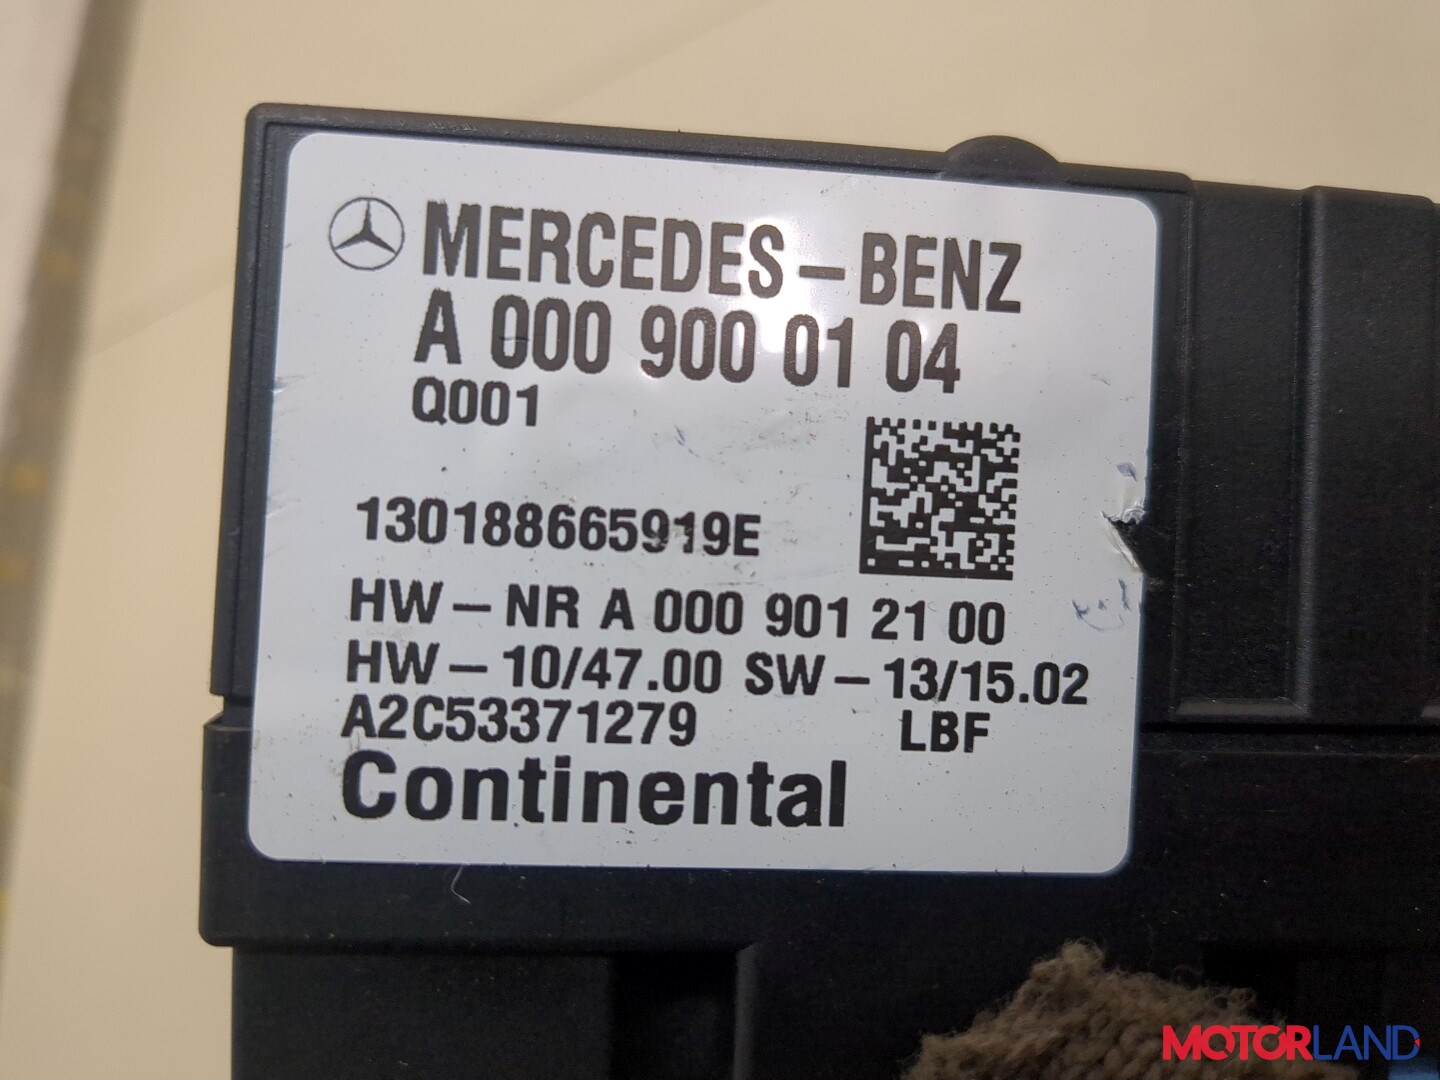 MERCEDES-BENZ
A 000 900 01 04
Q001
130188665919E
HW-NR A 000 901 21 00
HW-10/47.00 SW-13/15.02
A2C53371279 LBF
Continental
MOTORLAND